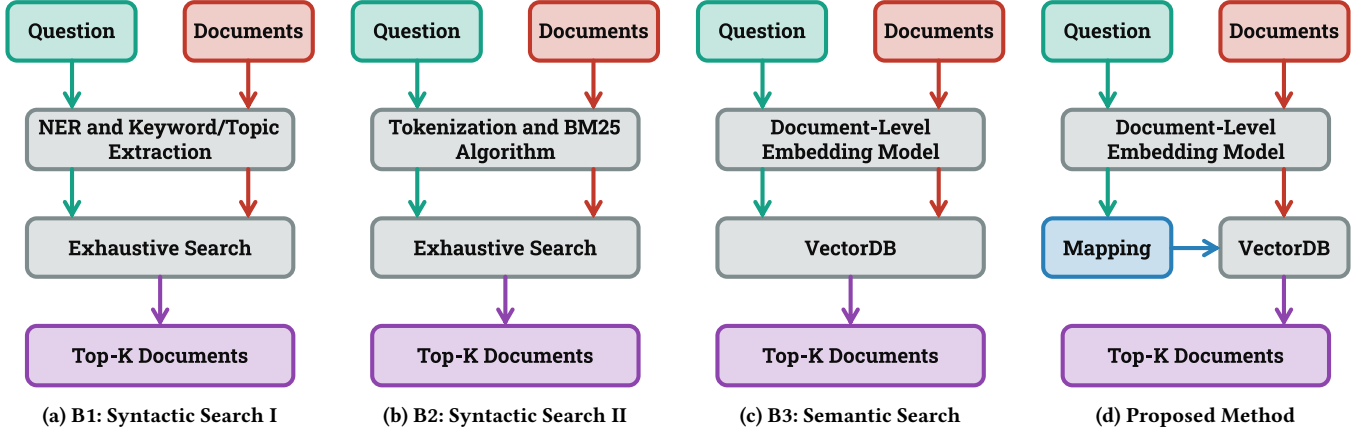 Question
Documents
NER and Keyword/Topic
Extraction
Exhaustive Search
Top-K Documents
(a) B1: Syntactic Search I
Question
Documents
Tokenization and BM25
Algorithm
Exhaustive Search
Top-K Documents
(b) B2: Syntactic Search II
Question
Documents
Document-Level
Embedding Model
VectorDB
Top-K Documents
(c) B3: Semantic Search
Question
Documents
Document-Level
Embedding Model
Mapping
VectorDB
Top-K Documents
(d) Proposed Method